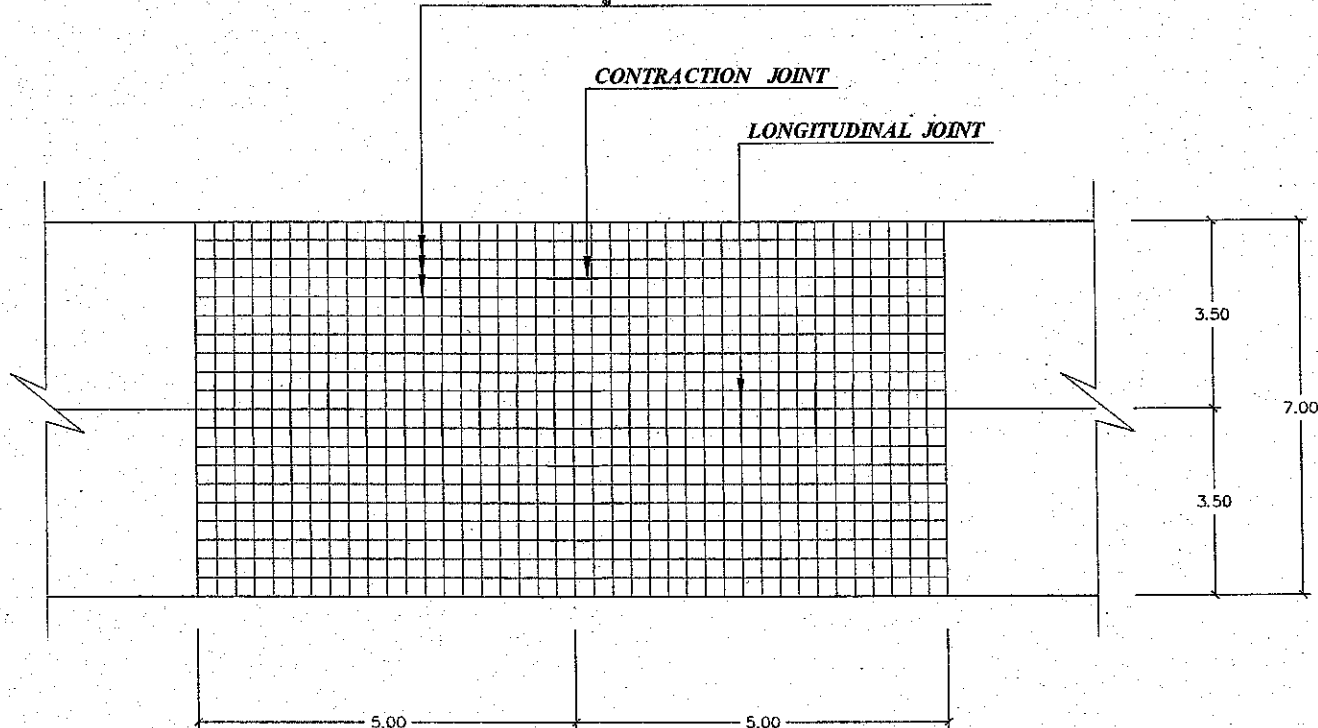 CONTRACTION JOINT
LONGITUDINAL JOINT
3.50
7.00
3.50
5.00 5.00